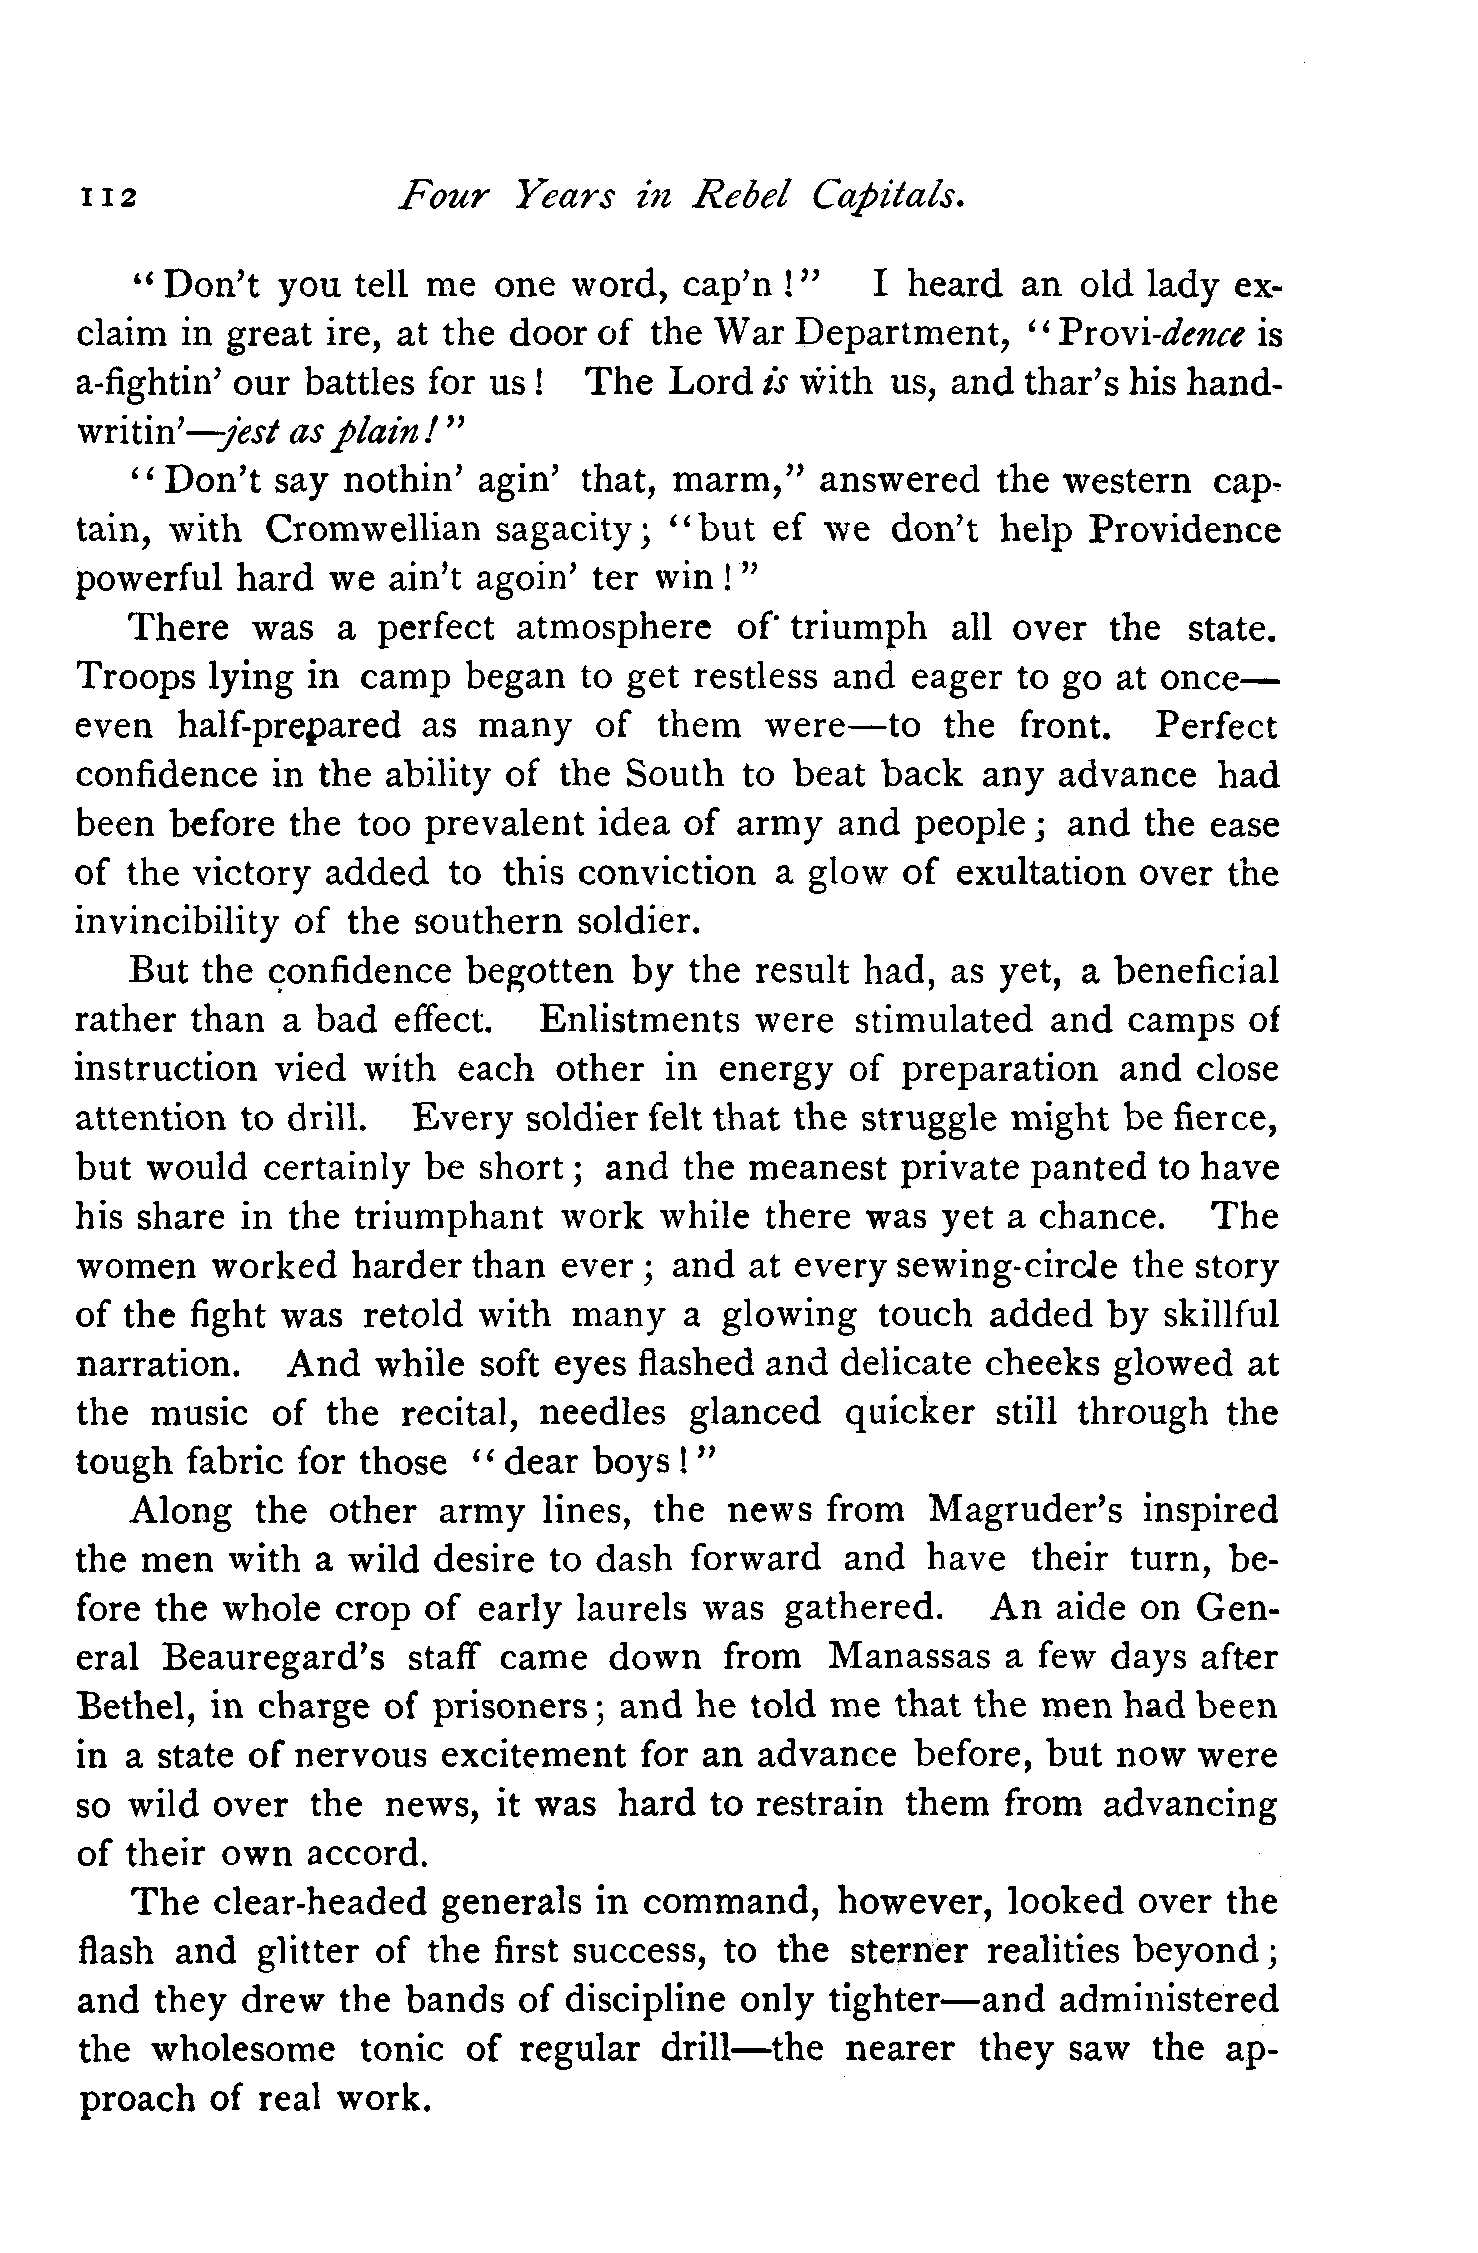 112 Four Years in Rebel Capitals.
"Don't you tell me one word, cap'n!" I heard an old lady ex-
claim in great ire, at the door of the War Department, "Provi-dence is
a-fightin' our battles for us! The Lord is with us, and thar's his hand-
writin'—jest as plain!"
"Don't say nothin' agin' that, marm," answered the western cap-
tain, with Cromwellian sagacity; "but ef we don't help Providence
powerful hard we ain't agoin' ter win!"
There was a perfect atmosphere of triumph all over the state.
Troops lying in camp began to get restless and eager to go at once—
even half-prepared as many of them were—to the front. Perfect
confidence in the ability of the South to beat back any advance had
been before the too prevalent idea of army and people; and the ease
of the victory added to this conviction a glow of exultation over the
invincibility of the southern soldier.
But the confidence begotten by the result had, as yet, a beneficial
rather than a bad effect. Enlistments were stimulated and camps of
instruction vied with each other in energy of preparation and close
attention to drill. Every soldier felt that the struggle might be fierce,
but would certainly be short; and the meanest private panted to have
his share in the triumphant work while there was yet a chance. The
women worked harder than ever; and at every sewing-circle the story
of the fight was retold with many a glowing touch added by skillful
narration. And while soft eyes flashed and delicate cheeks glowed at
the music of the recital, needles glanced quicker still through the
tough fabric for those "dear boys!"
Along the other army lines, the news from Magruder's inspired
the men with a wild desire to dash forward and have their turn, be-
fore the whole crop of early laurels was gathered. An aide on Gen-
eral Beauregard's staff came down from Manassas a few days after
Bethel, in charge of prisoners; and he told me that the men had been
in a state of nervous excitement for an advance before, but now were
so wild over the news, it was hard to restrain them from advancing
of their own accord.
The clear-headed generals in command, however, looked over the
flash and glitter of the first success, to the sterner realities beyond;
and they drew the bands of discipline only tighter—and administered
the wholesome tonic of regular drill—the nearer they saw the ap-
proach of real work.